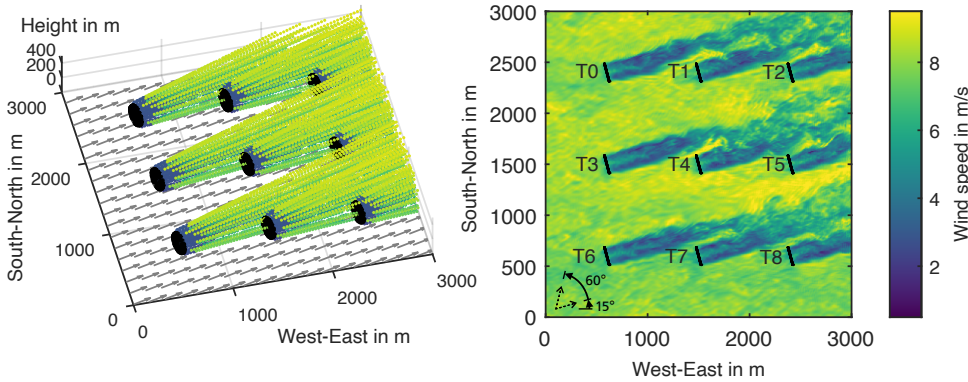 Height in m
400
200
0
3000
2000
1000
0
South-North in m
0
1000
2000
3000
West-East in m
3000
2500
2000
1500
1000
500
0
South-North in m
T0 T1 T2
T3 T4 T5
T6 T7 T8
60°
15°
0 1000 2000 3000
West-East in m
8
6
4
2
Wind speed in m/s